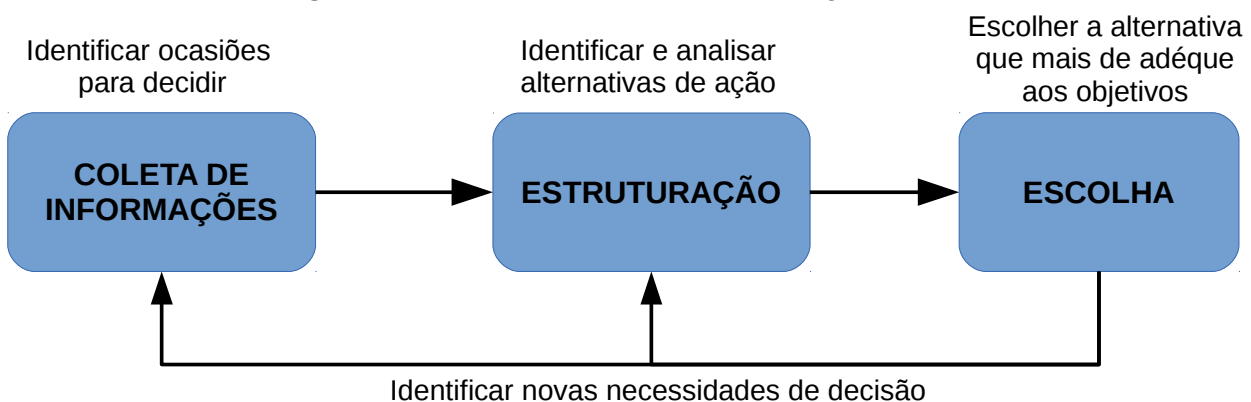 Identificar ocasiões
para decidir
COLETA DE
INFORMAÇÕES
Identificar e analisar
alternativas de ação
ESTRUTURAÇÃO
Escolher a alternativa
que mais de adéque
aos objetivos
ESCOLHA
Identificar novas necessidades de decisão